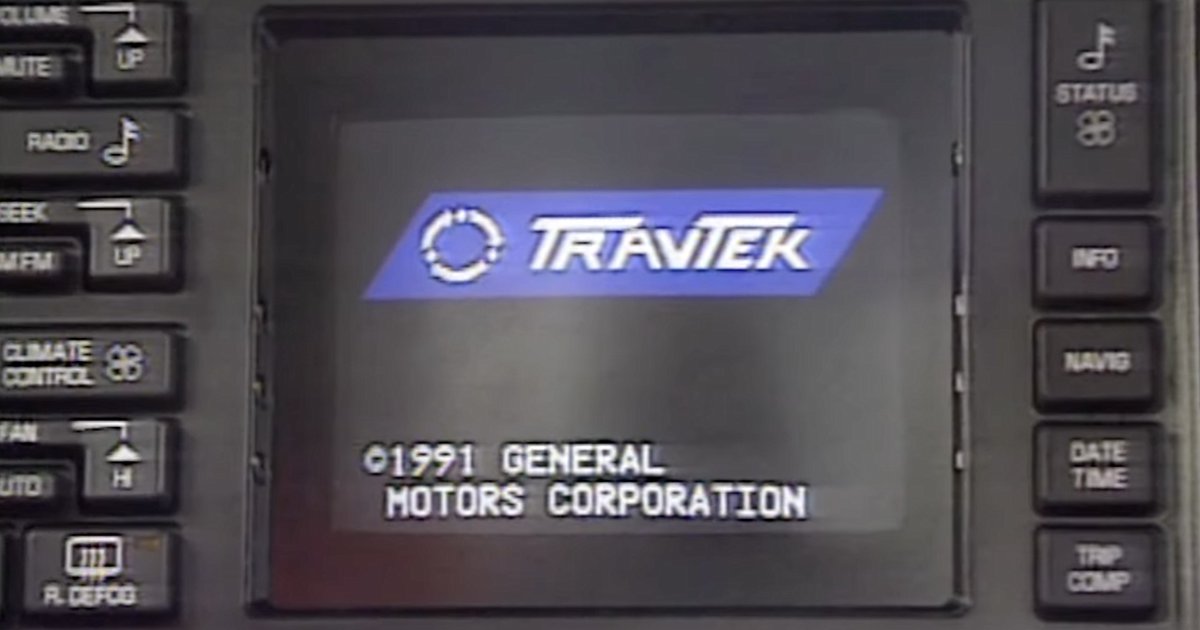 VOLUME
UP
MUTE
RADIO
SEEK
UP
CLIMATE
CONTROL
FAN
HI
AUTO
R. DEFOG
TRAVTEK
©1991 GENERAL
MOTORS CORPORATION
STATUS
INFO
NAVIG
DATE
TIME
TRIP
COMP